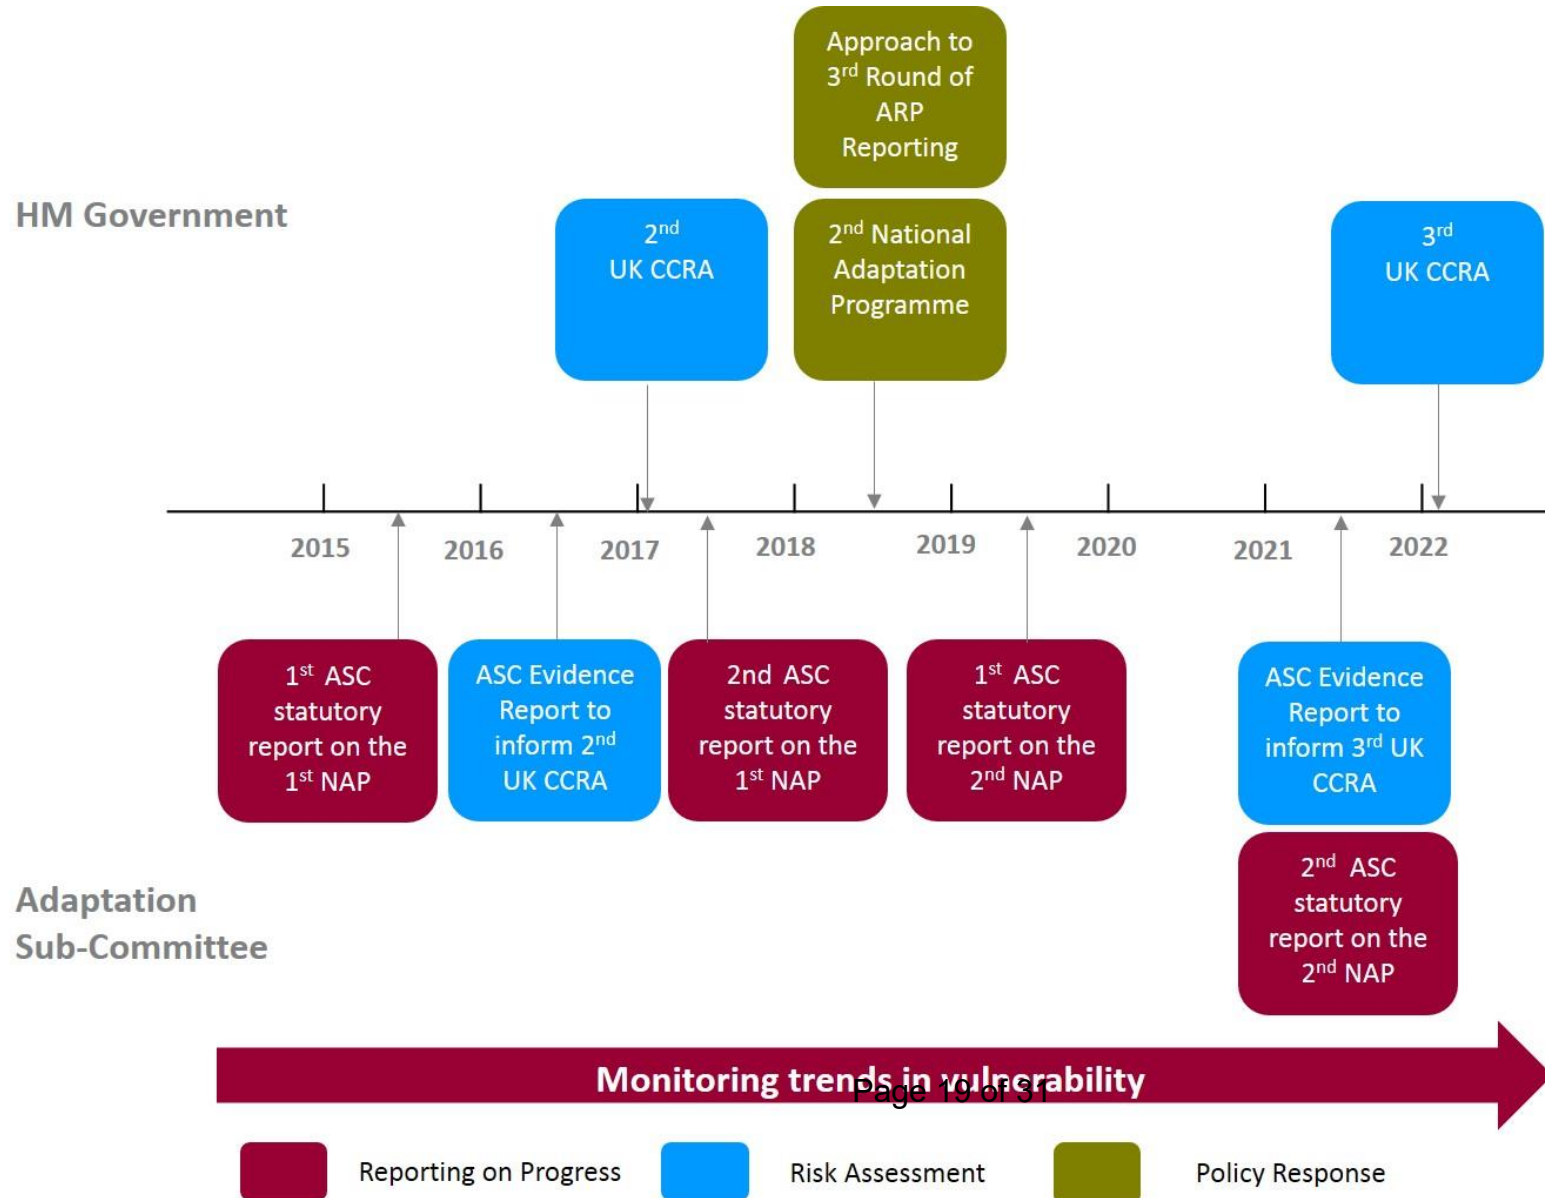 Approach to
3rd Round of
ARP
Reporting
HM Government
2nd
UK CCRA
2nd National
Adaptation
Programme
3rd
UK CCRA
2015
2016
2017
2018
2019
2020
2021
2022
1st ASC
statutory
report on the
1st NAP
ASC Evidence
Report to
inform 2nd
UK CCRA
2nd ASC
statutory
report on the
1st NAP
1st ASC
statutory
report on the
2nd NAP
ASC Evidence
Report to
inform 3rd UK
CCRA
2nd ASC
statutory
report on the
2nd NAP
Adaptation
Sub-Committee
Monitoring trends in vulnerability
Page 19 of 31
Reporting on Progress
Risk Assessment
Policy Response